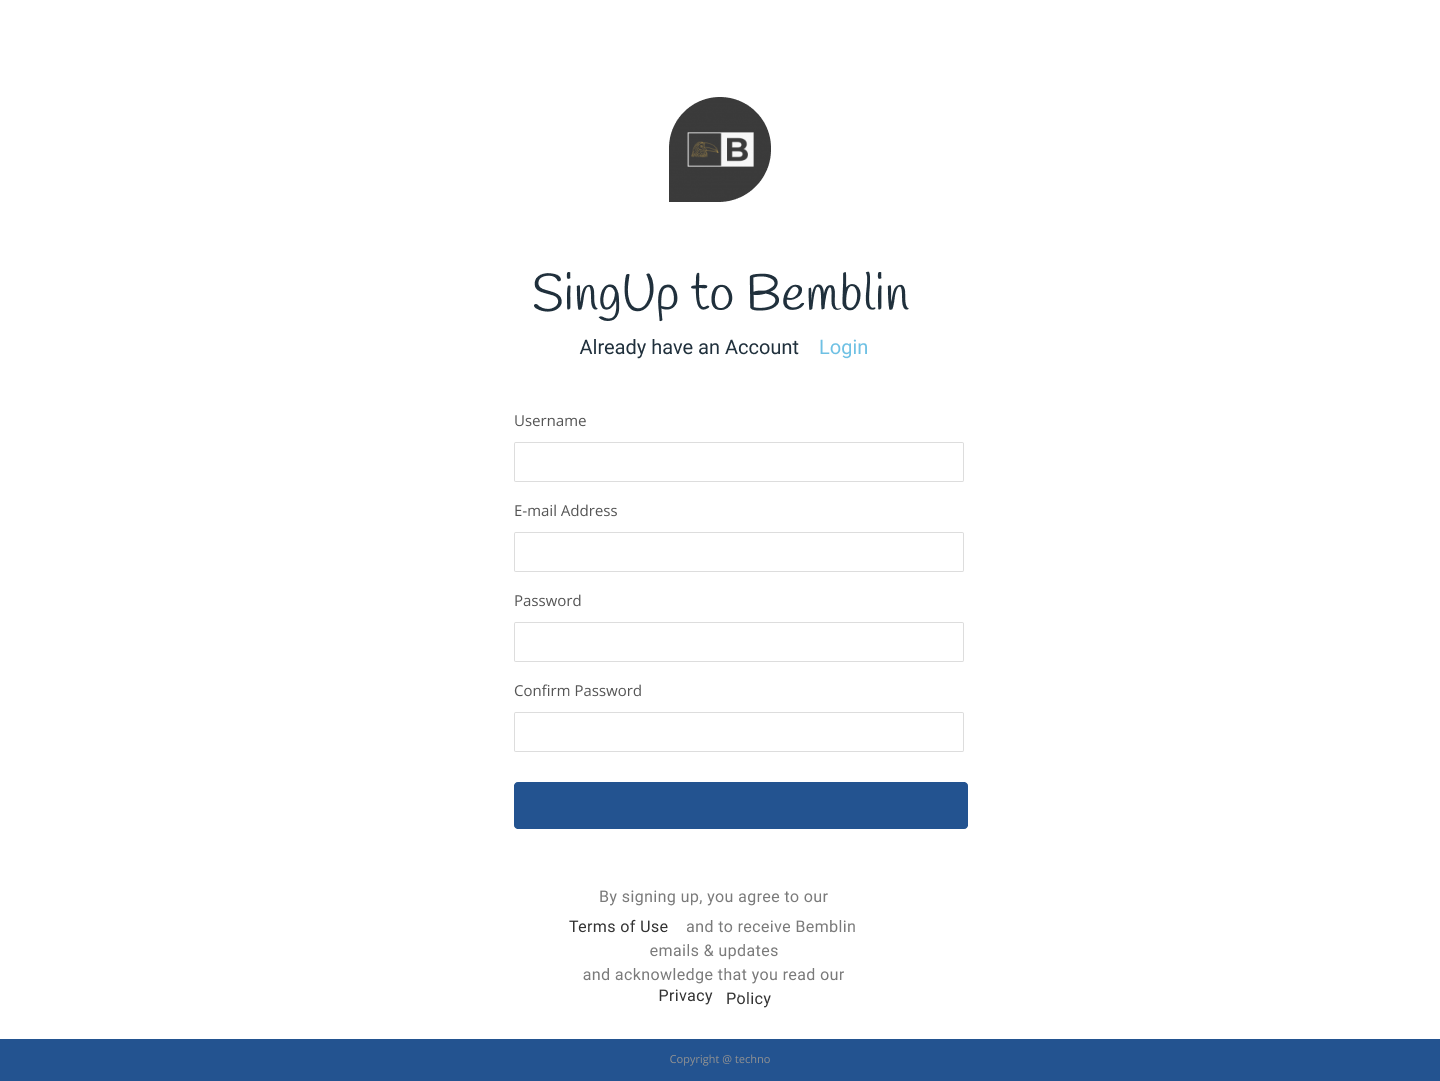 B
SingUp to Bemblin
Already have an Account Login
Username
E-mail Address
Password
Confirm Password
By signing up, you agree to our
Terms of Use and to receive Bemblin
emails & updates
and acknowledge that you read our
Privacy Policy
Copyright @ techno